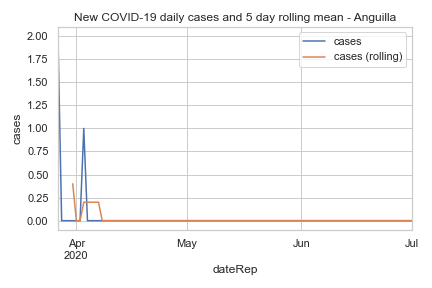 New COVID-19 daily cases and 5 day rolling mean - Anguilla
cases
cases (rolling)
2.00
1.75
1.50
1.25
1.00
0.75
0.50
0.25
0.00
cases
Apr
2020
May
Jun
Jul
dateRep